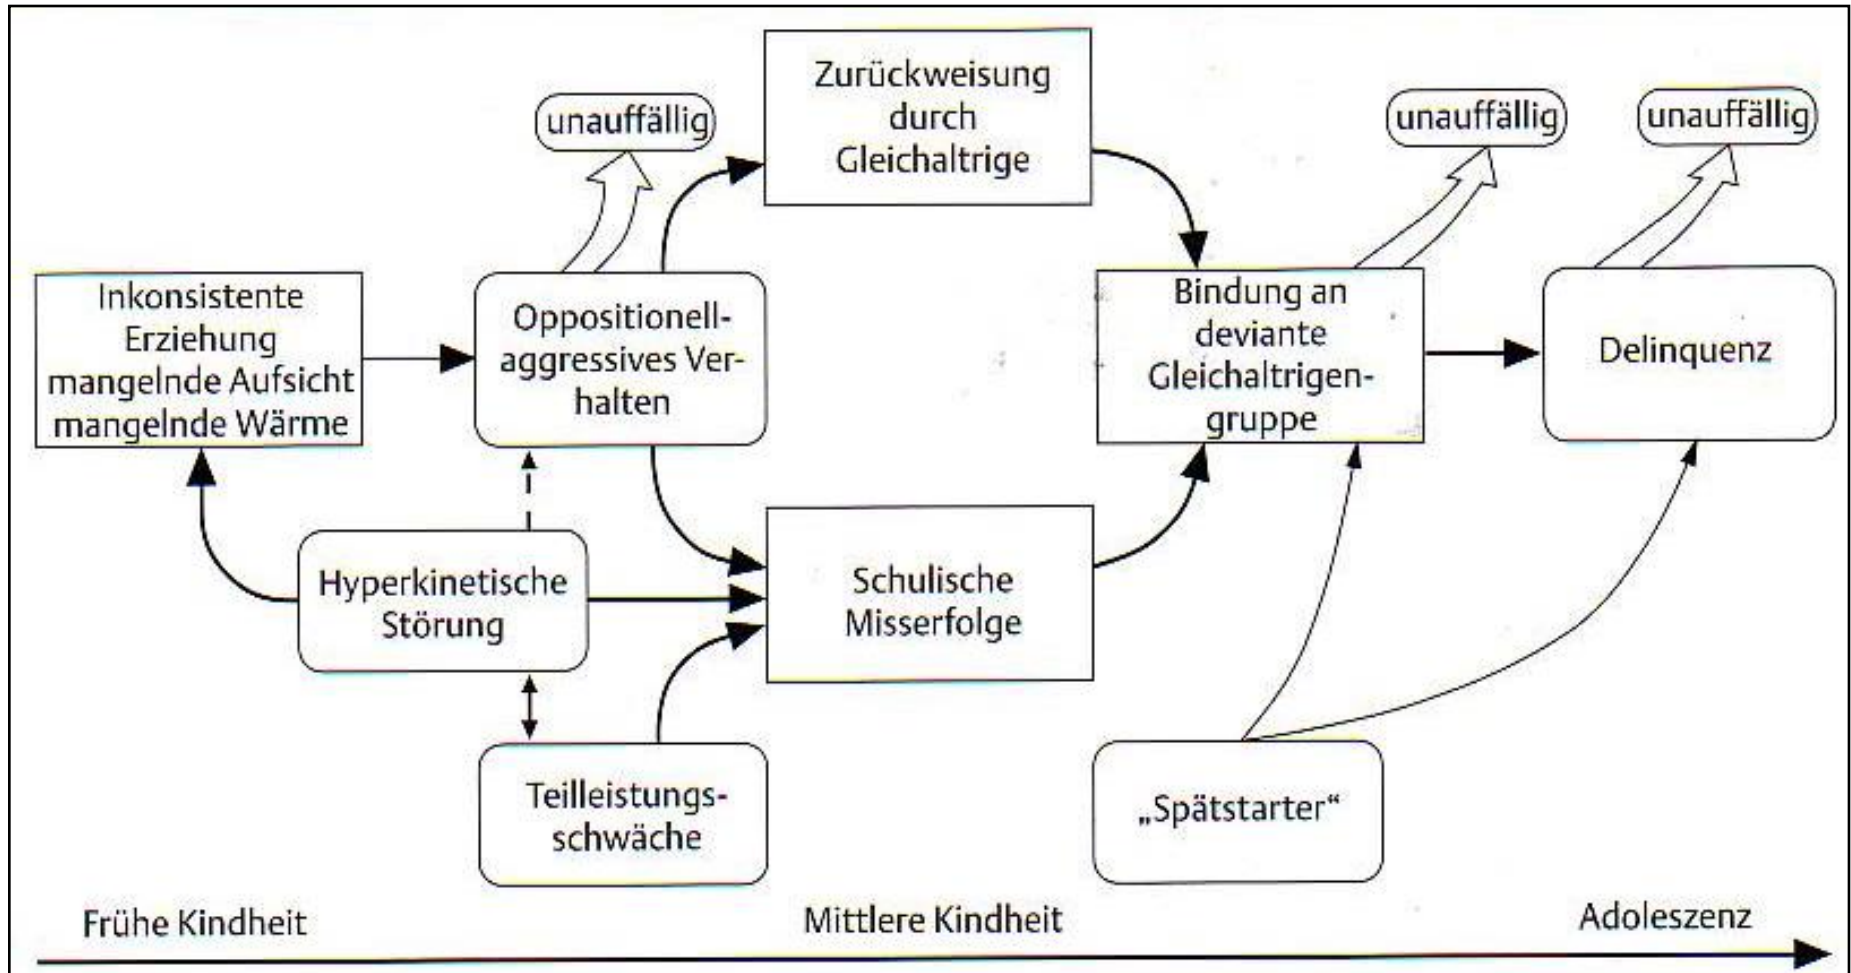 Zurückweisung
durch
Gleichaltrige
unauffällig
unauffällig
unauffällig
Inkonsistente
Erziehung
mangelnde Aufsicht
mangelnde Wärme
Oppositionell-
aggressives Ver-
halten
Bindung an
deviante
Gleichaltrigen-
gruppe
Delinquenz
Hyperkinetische
Störung
Schulische
Misserfolge
Teilleistungs-
schwäche
„Spätstarter“
Frühe Kindheit
Mittlere Kindheit
Adoleszenz